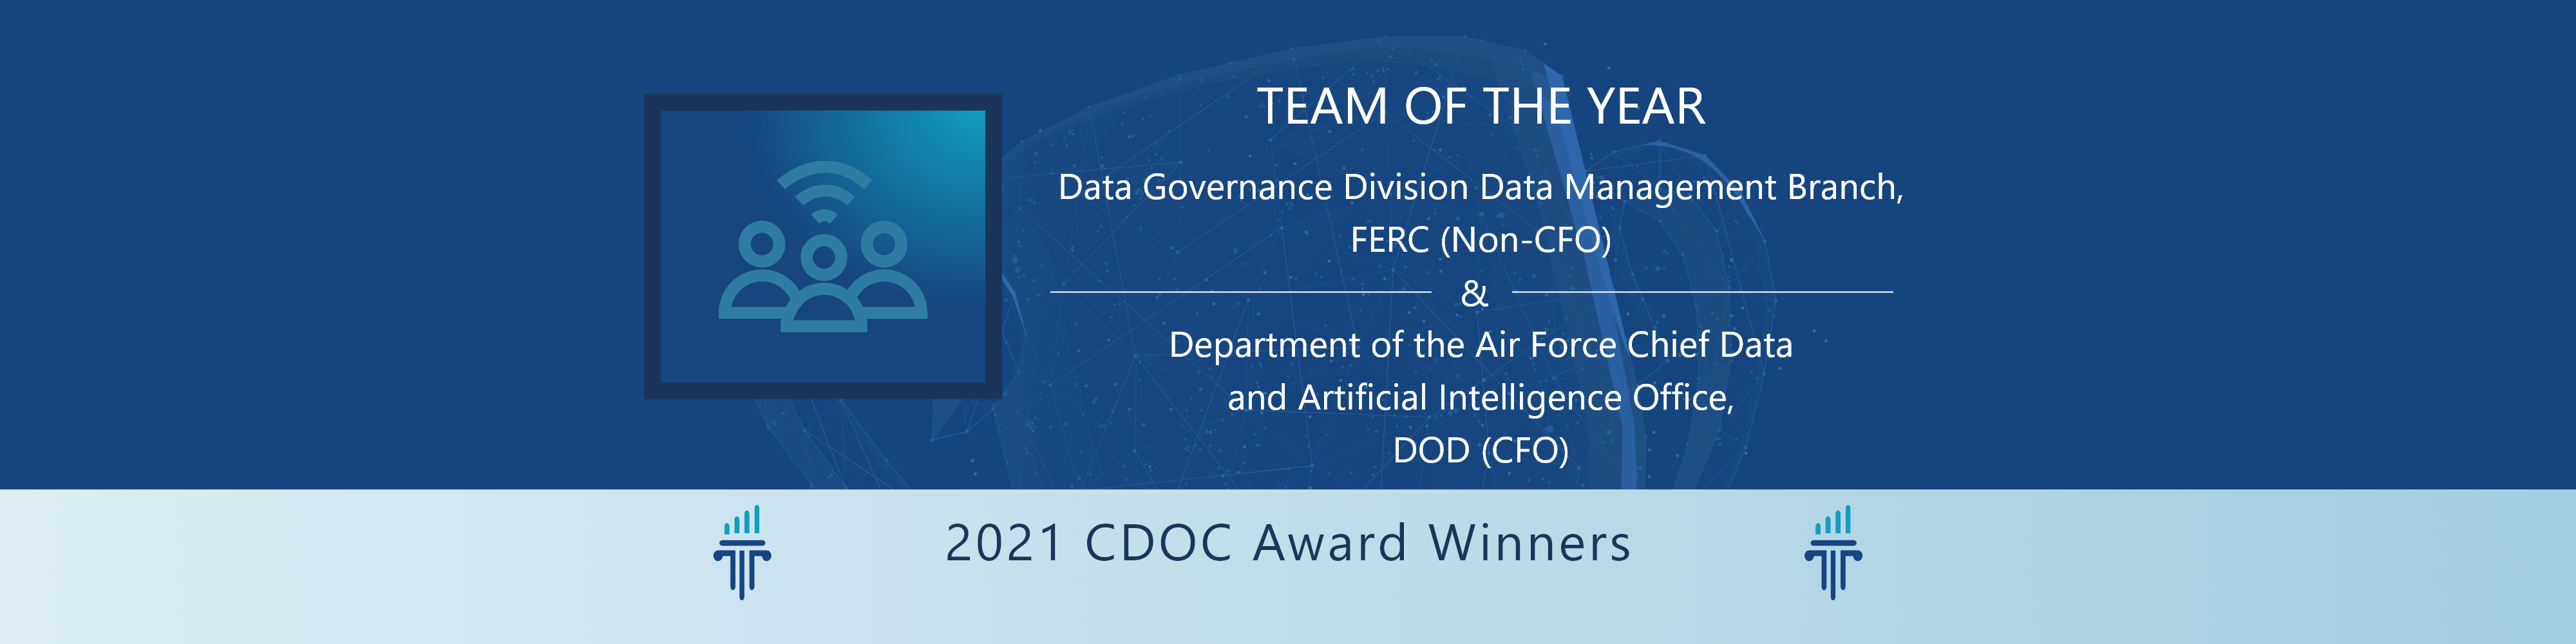 TEAM OF THE YEAR
Data Governance Division Data Management Branch,
FERC (Non-CFO)
&
Department of the Air Force Chief Data
and Artificial Intelligence Office,
DOD (CFO)
2021 CDOC Award Winners